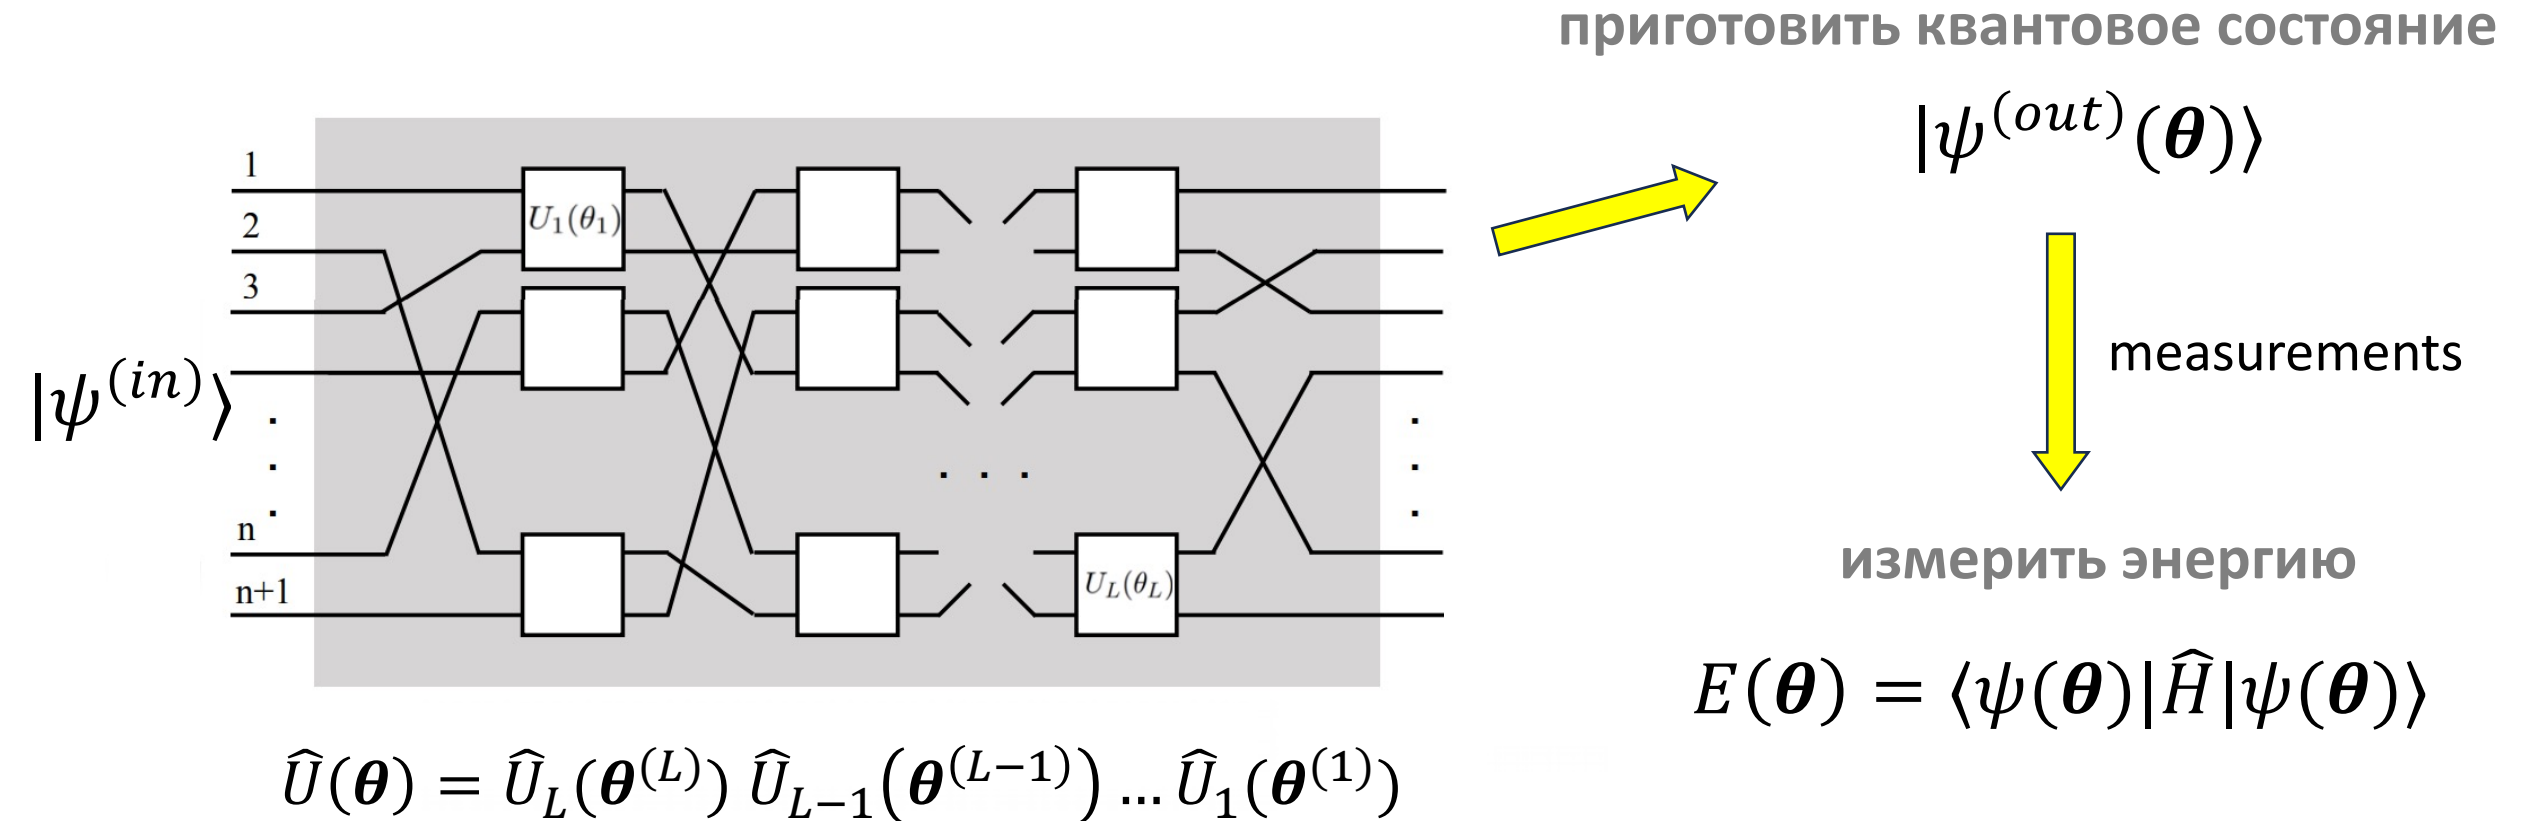 приготовить квантовое состояние
|ψ^(out)(θ)⟩
1
2
3
n
n+1
|ψ^(in)⟩
U₁(θ₁)
U_L(θ_L)
measurements
измерить энергию
E(θ) = ⟨ψ(θ)|Ĥ|ψ(θ)⟩
Û(θ) = Û_L(θ^(L)) Û_{L−1}(θ^(L−1)) … Û₁(θ^(1))